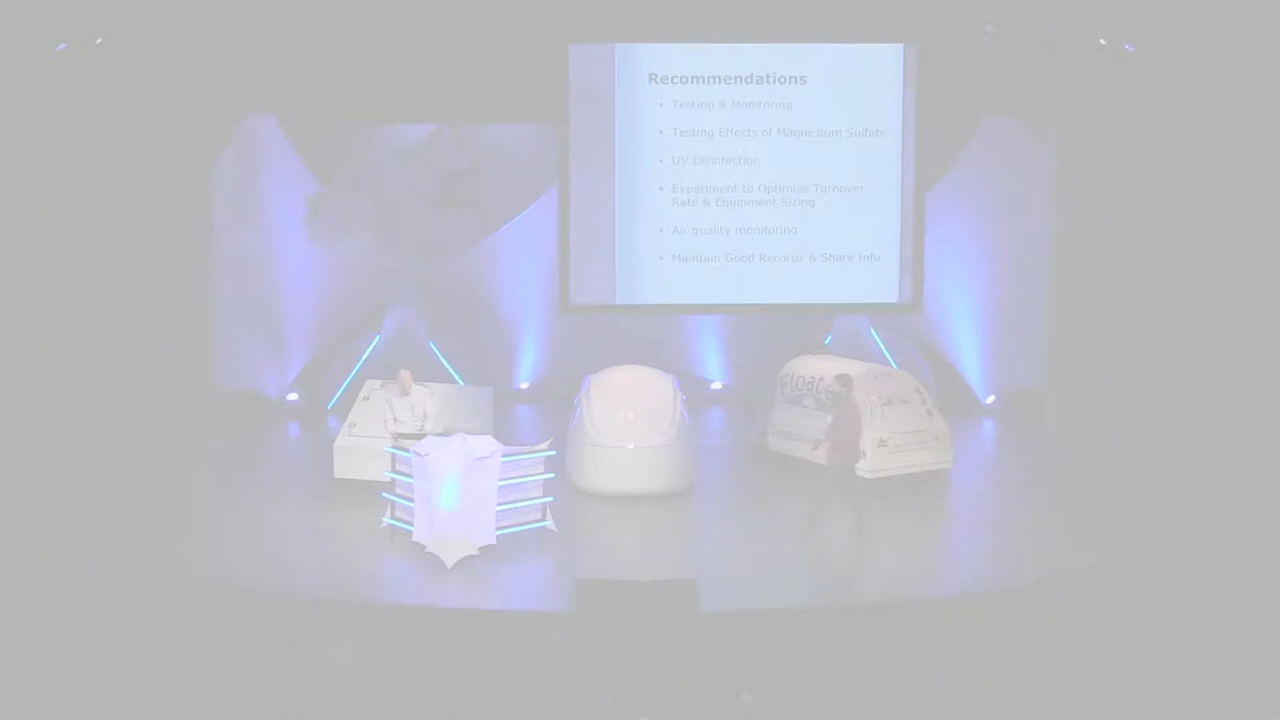 Recommendations
• Testing & Monitoring
• Testing Effects of Magnesium Sulfate
• UV Disinfection
• Experiment to Optimize Turnover
Rate & Equipment Sizing
• Air quality monitoring
• Maintain Good Records & Share Info
Float